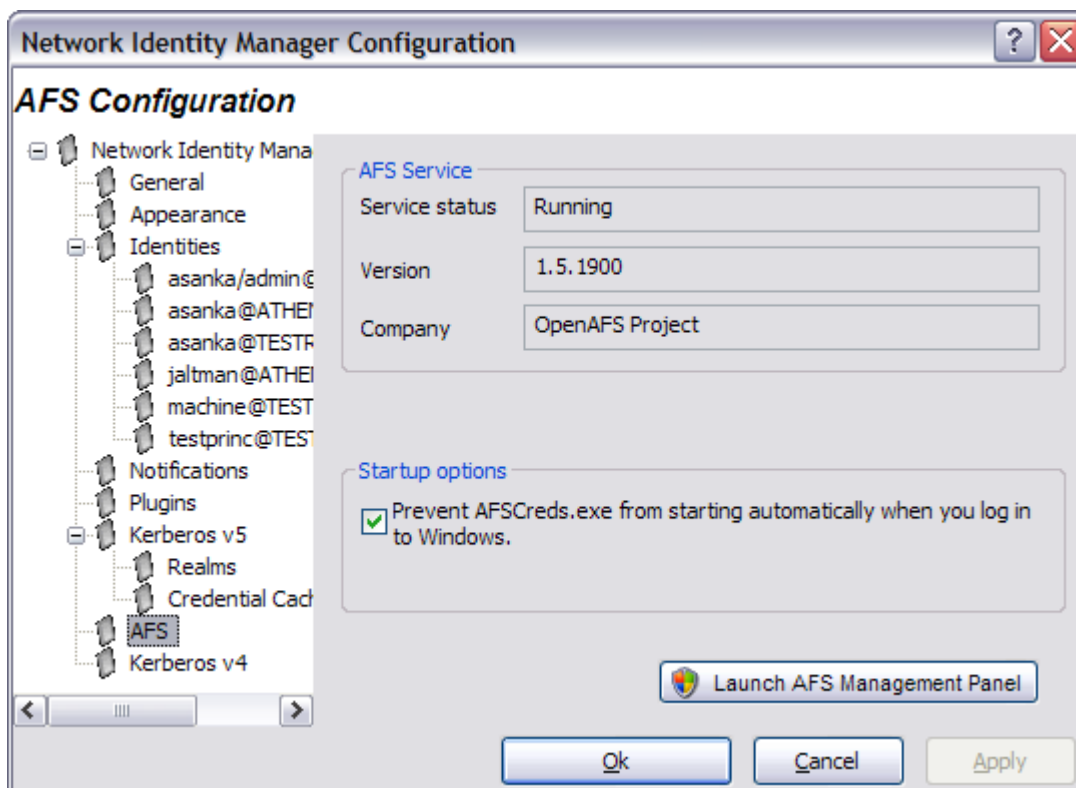 Network Identity Manager Configuration
AFS Configuration
Network Identity Mana
General
Appearance
Identities
asanka/admin@
asanka@ATHE
asanka@TESTR
jaltman@ATHE
machine@TEST
testprinc@TEST
Notifications
Plugins
Kerberos v5
Realms
Credential Cach
AFS
Kerberos v4
AFS Service
Service status Running
Version 1.5.1900
Company OpenAFS Project
Startup options
Prevent AFSCreds.exe from starting automatically when you log in
to Windows.
Launch AFS Management Panel
Ok Cancel Apply